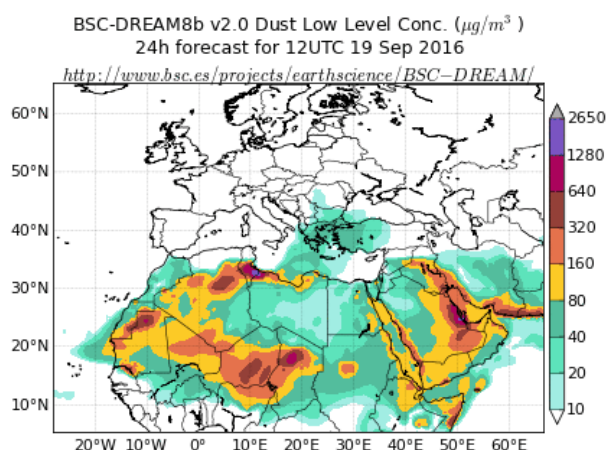 BSC-DREAM8b v2.0 Dust Low Level Conc. (μg/m³ )
24h forecast for 12UTC 19 Sep 2016
http://www.bsc.es/projects/earthscience/BSC−DREAM/
60°N
50°N
40°N
30°N
20°N
10°N
20°W 10°W 0° 10°E 20°E 30°E 40°E 50°E 60°E
2650
1280
640
320
160
80
40
20
10